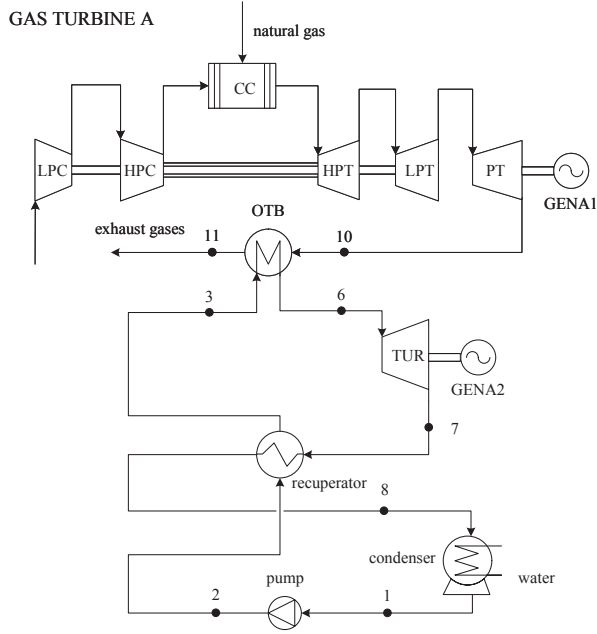 GAS TURBINE A
natural gas
CC
LPC
HPC
HPT
LPT
PT
GENA1
OTB
exhaust gases
11
10
3
6
TUR
GENA2
7
recuperator
8
condenser
water
pump
2
1